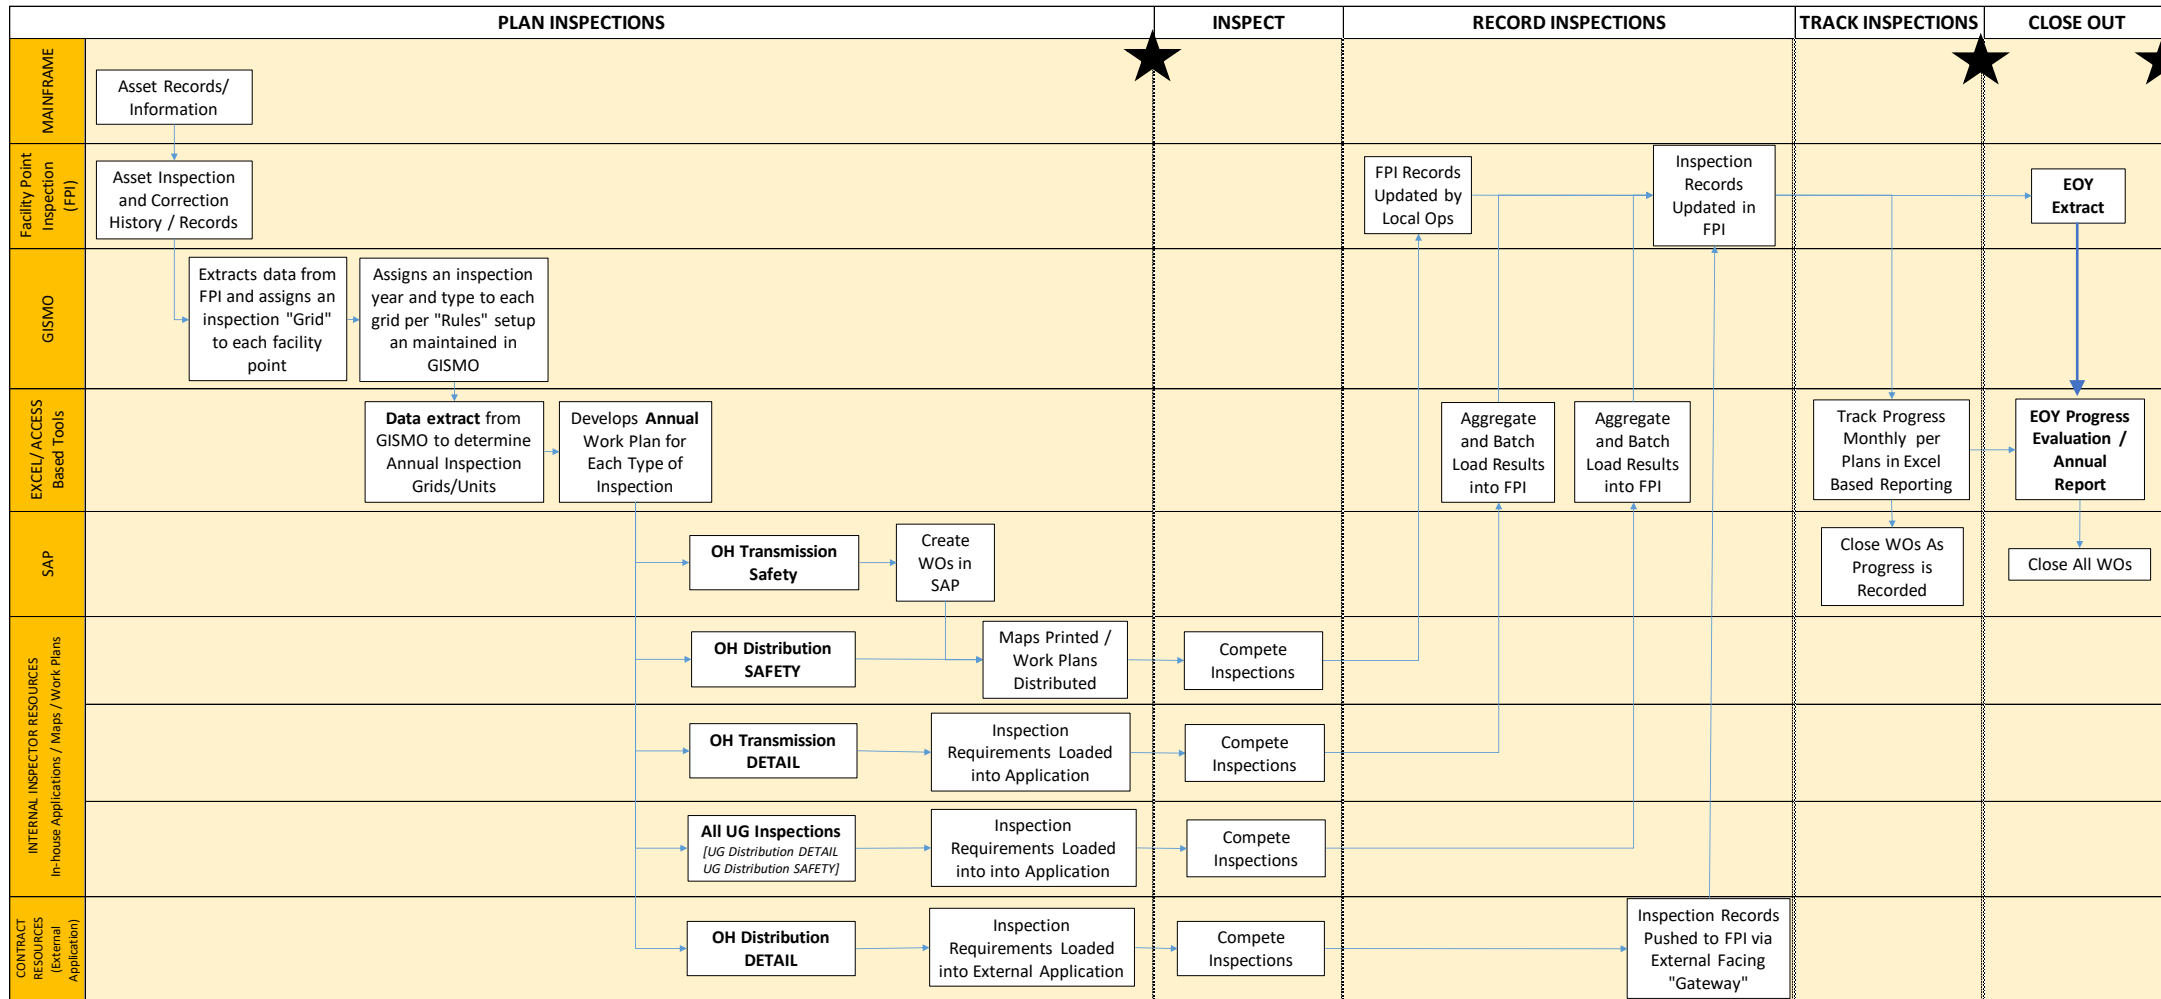 PLAN INSPECTIONS
INSPECT
RECORD INSPECTIONS
TRACK INSPECTIONS
CLOSE OUT
MAINFRAME
Asset Records/
Information
Facility Point
Inspection
(FPI)
Asset Inspection
and Correction
History / Records
FPI Records
Updated by
Local Ops
Inspection
Records
Updated in
FPI
EOY
Extract
GISMO
Extracts data from
FPI and assigns an
inspection "Grid"
to each facility
point
Assigns an inspection
year and type to each
grid per "Rules" setup
an maintained in
GISMO
EXCEL/ ACCESS
Based Tools
Data extract from
GISMO to determine
Annual Inspection
Grids/Units
Develops Annual
Work Plan for
Each Type of
Inspection
Aggregate
and Batch
Load Results
into FPI
Aggregate
and Batch
Load Results
into FPI
Track Progress
Monthly per
Plans in Excel
Based Reporting
EOY Progress
Evaluation /
Annual
Report
SAP
OH Transmission
Safety
Create
WOs in
SAP
Close WOs As
Progress is
Recorded
Close All WOs
INTERNAL INSPECTOR RESOURCES
In-house Applications / Maps / Work Plans
OH Distribution
SAFETY
Maps Printed /
Work Plans
Distributed
Compete
Inspections
OH Transmission
DETAIL
Inspection
Requirements Loaded
into Application
Compete
Inspections
All UG Inspections
[UG Distribution DETAIL
UG Distribution SAFETY]
Inspection
Requirements Loaded
into into Application
Compete
Inspections
CONTRACT
RESOURCES
(External
Application)
OH Distribution
DETAIL
Inspection
Requirements Loaded
into External Application
Compete
Inspections
Inspection Records
Pushed to FPI via
External Facing
"Gateway"